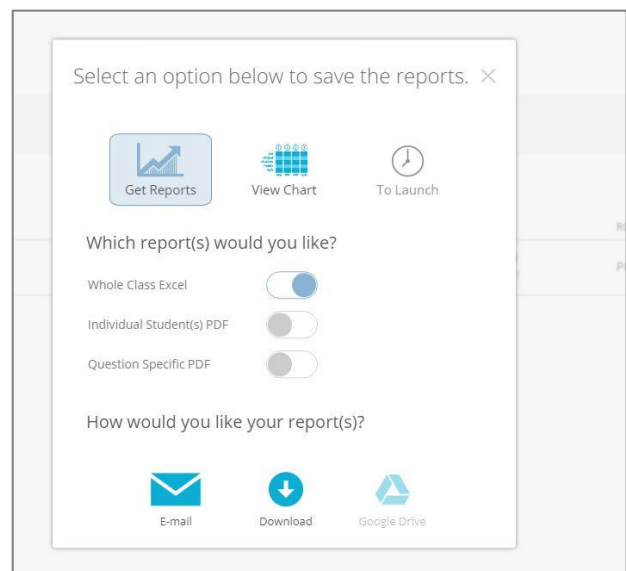 Select an option below to save the reports. ×
Get Reports
View Chart
To Launch
Which report(s) would you like?
Whole Class Excel
Individual Student(s) PDF
Question Specific PDF
How would you like your report(s)?
E-mail
Download
Google Drive